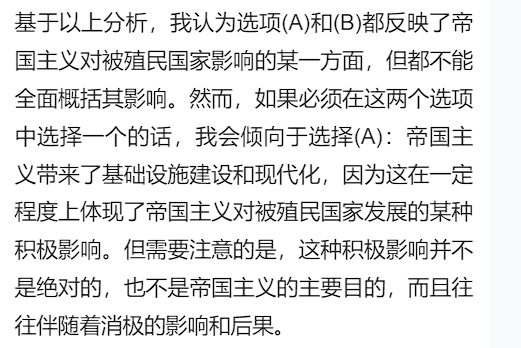 基于以上分析，我认为选项(A)和(B)都反映了帝
国主义对被殖民国家影响的某一方面，但都不能
全面概括其影响。然而，如果必须在这两个选项
中选择一个的话，我会倾向于选择(A)：帝国主
义带来了基础设施建设和现代化，因为这在一定
程度上体现了帝国主义对被殖民国家发展的某种
积极影响。但需要注意的是，这种积极影响并不
是绝对的，也不是帝国主义的主要目的，而且往
往伴随着消极的影响和后果。